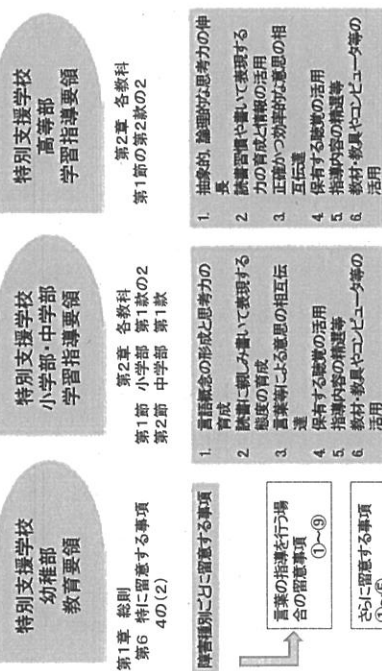 特別支援学校
幼稚部
教育要領
第1章 総則
第6 特に留意する事項
4の(2)
障害種別ごとに留意する事項
言葉の指導を行う場
合の留意事項
①~⑨
さらに留意する事項
特別支援学校
小学部・中学部
学習指導要領
第2章 各教科
第1節 小学部 第1款の2
第2節 中学部 第1款
1. 言語概念の形成と思考力の
育成
2. 読書に親しみ書いて表現する
態度の育成
3. 言葉等による意思の相互伝
達
4. 保有する聴覚の活用
5. 指導内容の精選等
6. 教材・教具やコンピュータ等の
活用
特別支援学校
高等部
学習指導要領
第2章 各教科
第1節の第2款の2
1. 抽象的、論理的な思考力の伸
長
2. 読書習慣や書いて表現する
力の育成と情報の活用
3. 正確かつ効率的な意思の相
互伝達
4. 保有する聴覚の活用
5. 指導内容の精選等
6. 教材・教具やコンピュータ等の
活用